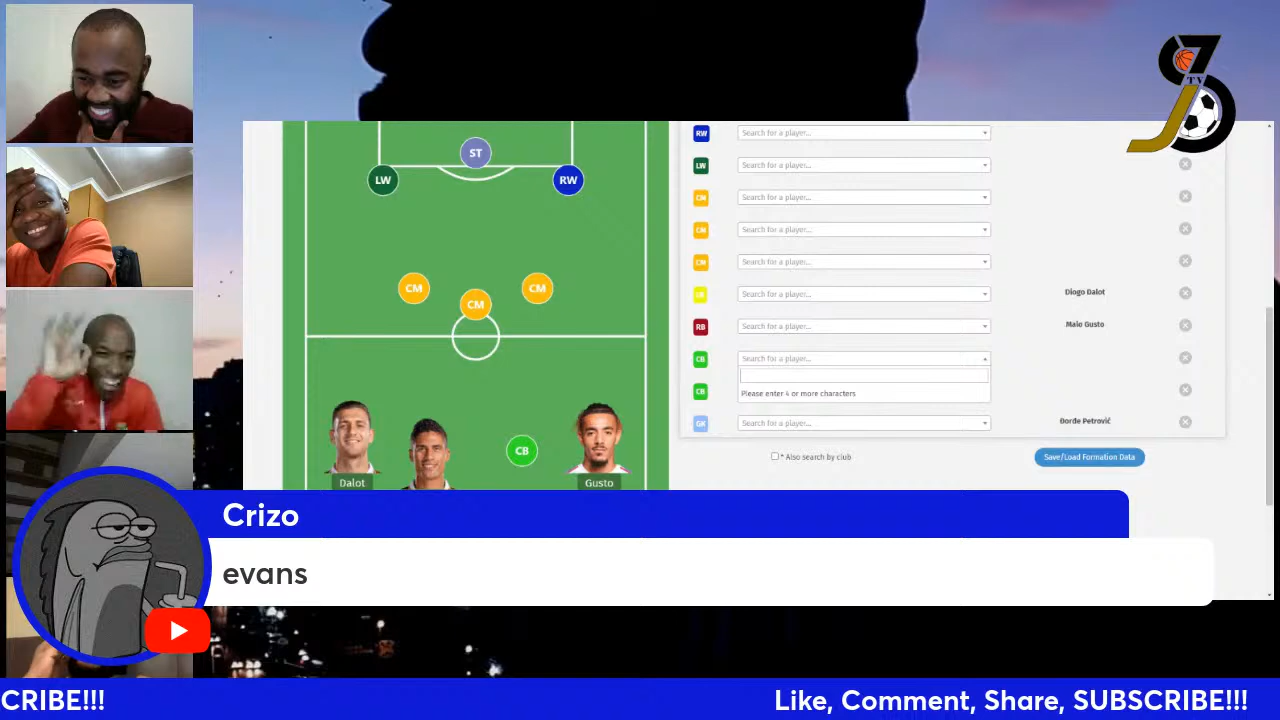 TV
RW
Search for a player...
ST
LW
Search for a player...
LW
RW
CM
Search for a player...
CM
Search for a player...
CM
Search for a player...
CM
CM
CM
Search for a player...
Diogo Dalot
RB
Search for a player...
Malo Gusto
CB
Search for a player...
Please enter 4 or more characters
CB
GK
Search for a player...
Đorđe Petrović
CB
* Also search by club
Save/Load Formation Data
Dalot
Gusto
Crizo
evans
CRIBE!!!
Like, Comment, Share, SUBSCRIBE!!!